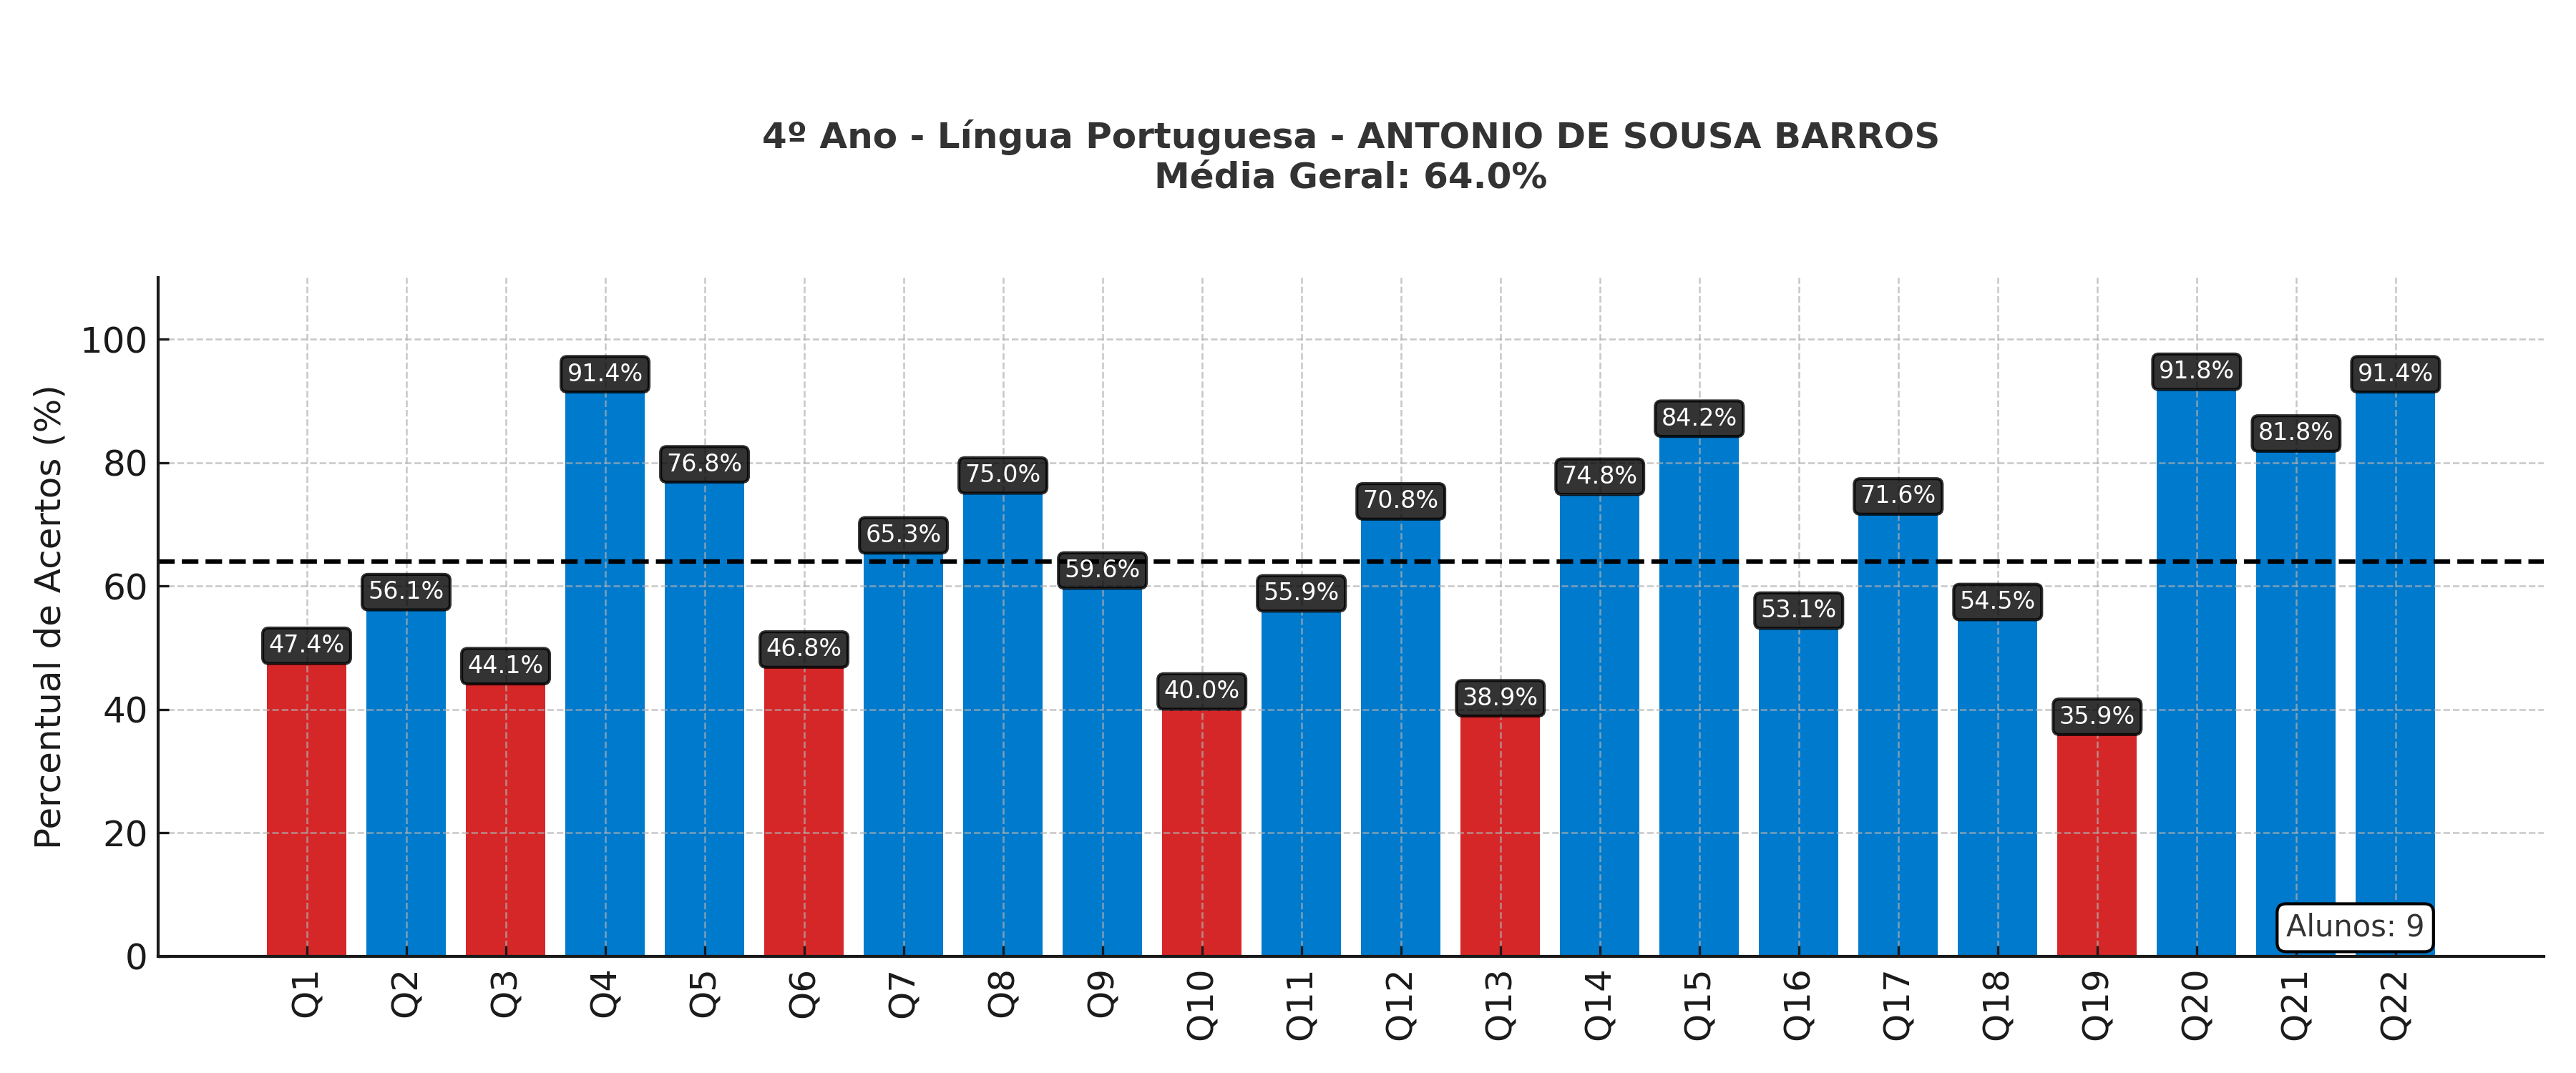 4º Ano - Língua Portuguesa - ANTONIO DE SOUSA BARROS
Média Geral: 64.0%
Percentual de Acertos (%)
100
80
60
40
20
0
47.4%
56.1%
44.1%
91.4%
76.8%
46.8%
65.3%
75.0%
59.6%
40.0%
55.9%
70.8%
38.9%
74.8%
84.2%
53.1%
71.6%
54.5%
35.9%
91.8%
81.8%
91.4%
Alunos: 9
Q1
Q2
Q3
Q4
Q5
Q6
Q7
Q8
Q9
Q10
Q11
Q12
Q13
Q14
Q15
Q16
Q17
Q18
Q19
Q20
Q21
Q22